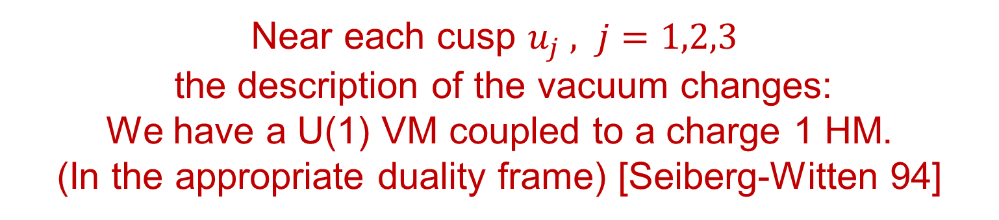 Near each cusp u_j , j = 1,2,3
the description of the vacuum changes:
We have a U(1) VM coupled to a charge 1 HM.
(In the appropriate duality frame) [Seiberg-Witten 94]